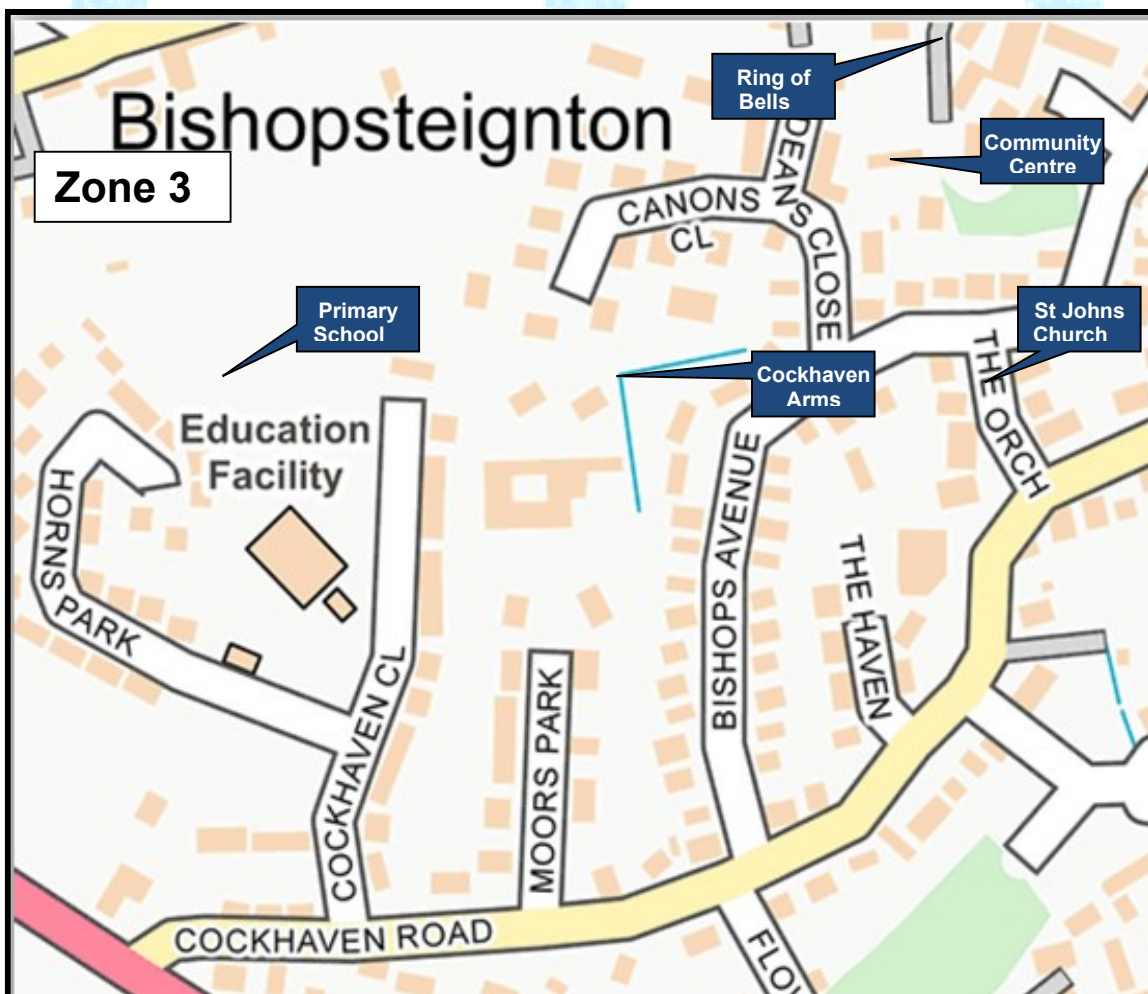 Bishopsteignton
Zone 3
Ring of
Bells
Community
Centre
DEANS CLOSE
CANONS
CL
Primary
School
St Johns
Church
Cockhaven
Arms
THE ORCH
Education
Facility
HORNS PARK
BISHOPS AVENUE
THE HAVEN
COCKHAVEN CL
MOORS PARK
COCKHAVEN ROAD
FLOW